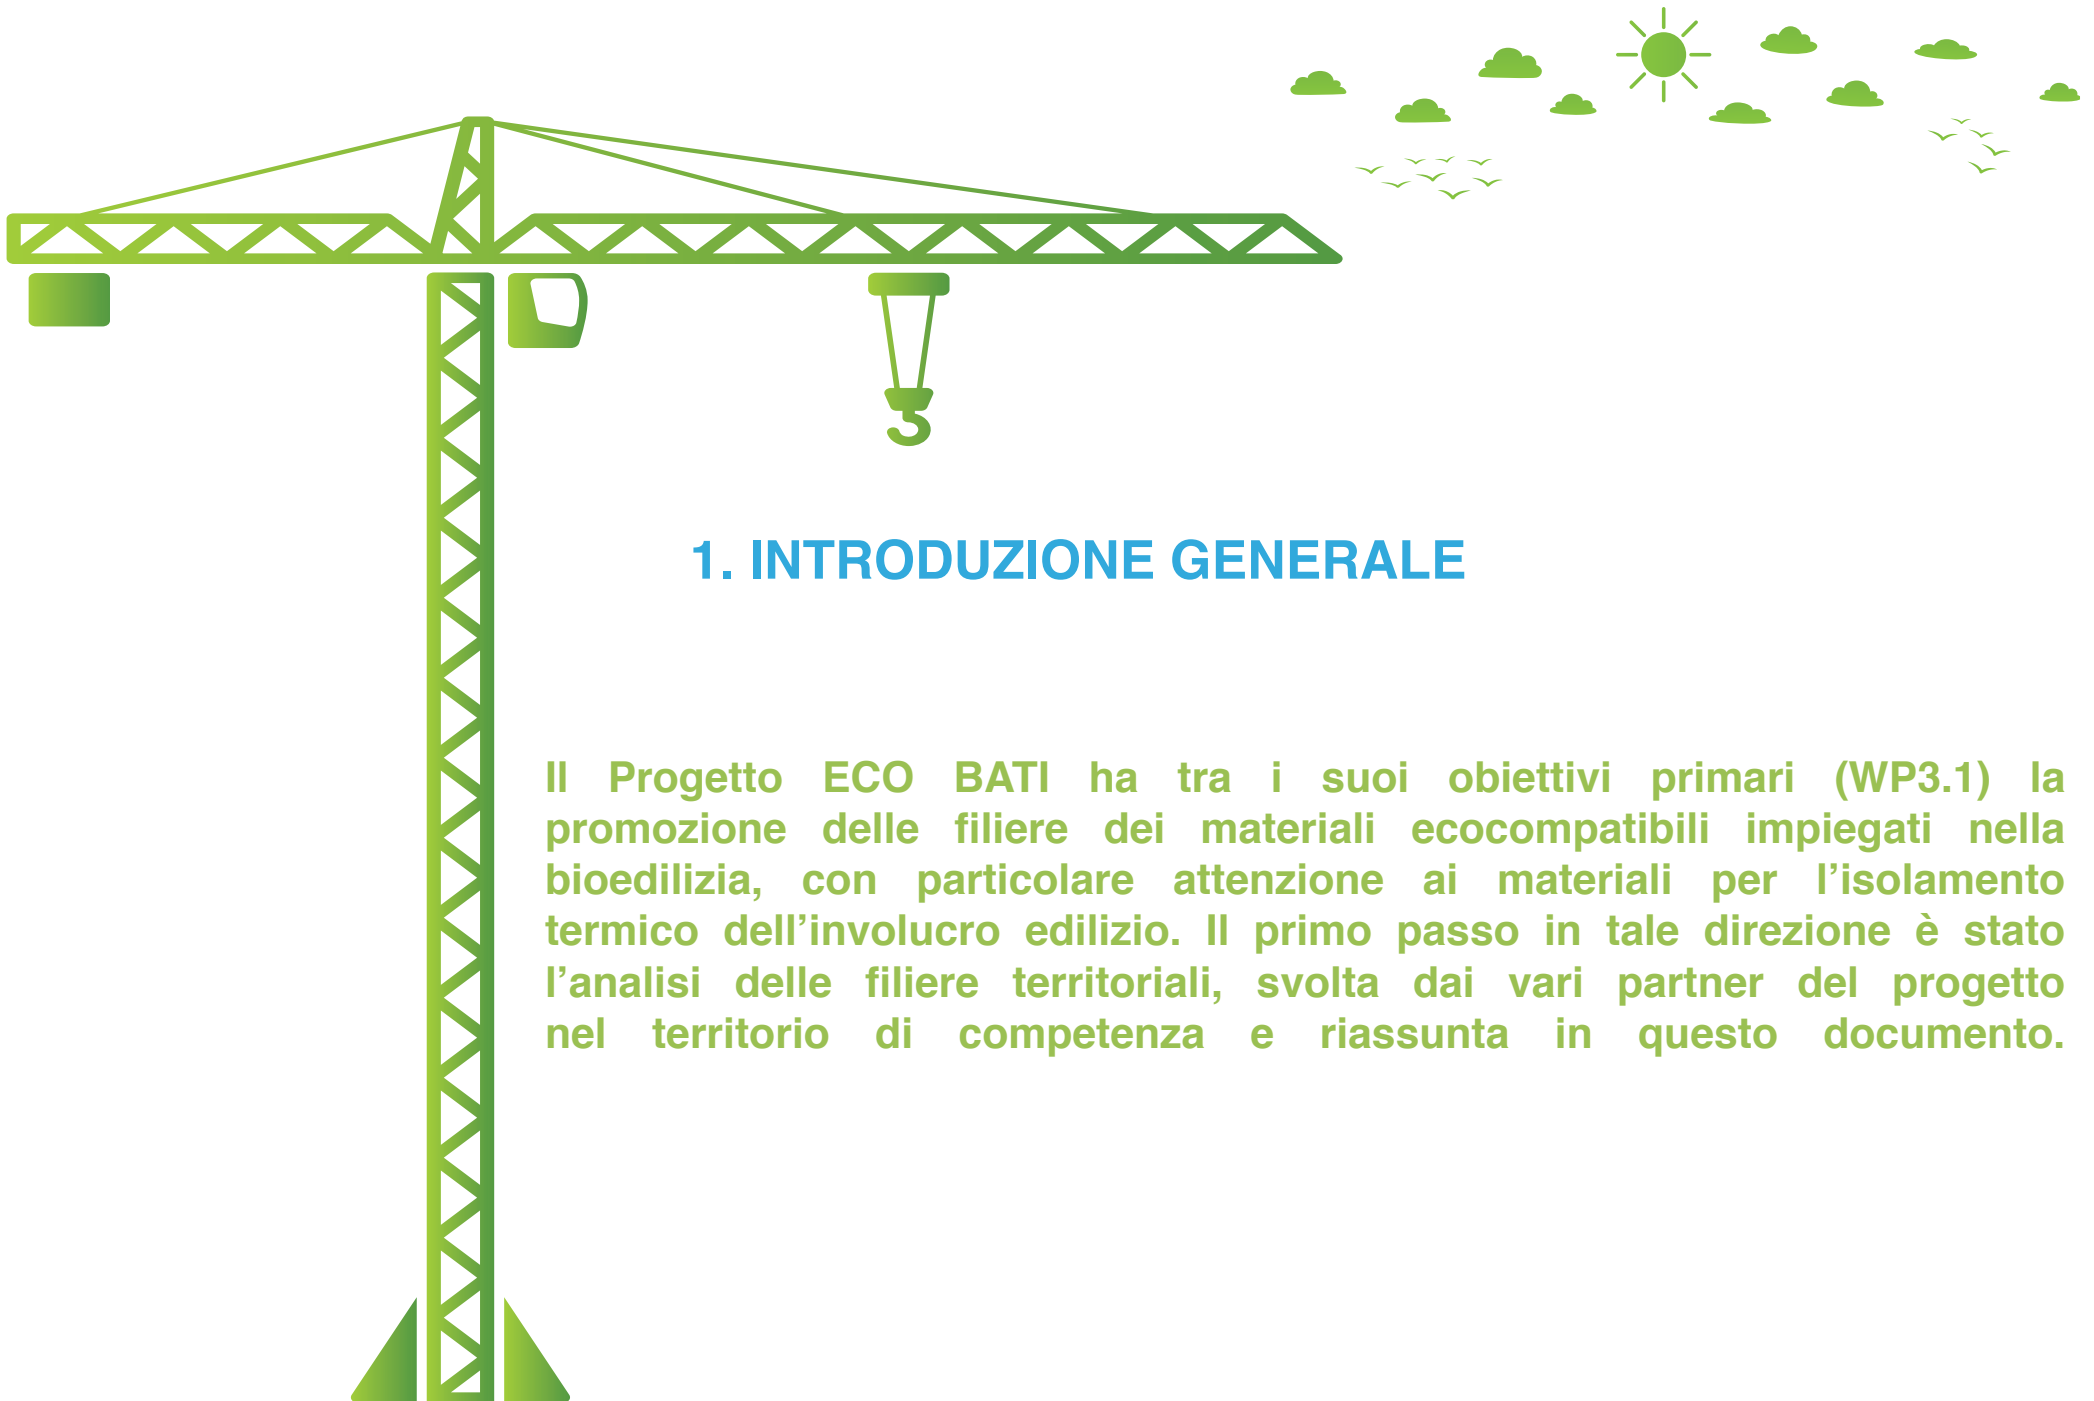 1. INTRODUZIONE GENERALE
Il Progetto ECO BATI ha tra i suoi obiettivi primari (WP3.1) la
promozione delle filiere dei materiali ecocompatibili impiegati nella
bioedilizia, con particolare attenzione ai materiali per l’isolamento
termico dell’involucro edilizio. Il primo passo in tale direzione è stato
l’analisi delle filiere territoriali, svolta dai vari partner del progetto
nel territorio di competenza e riassunta in questo documento.